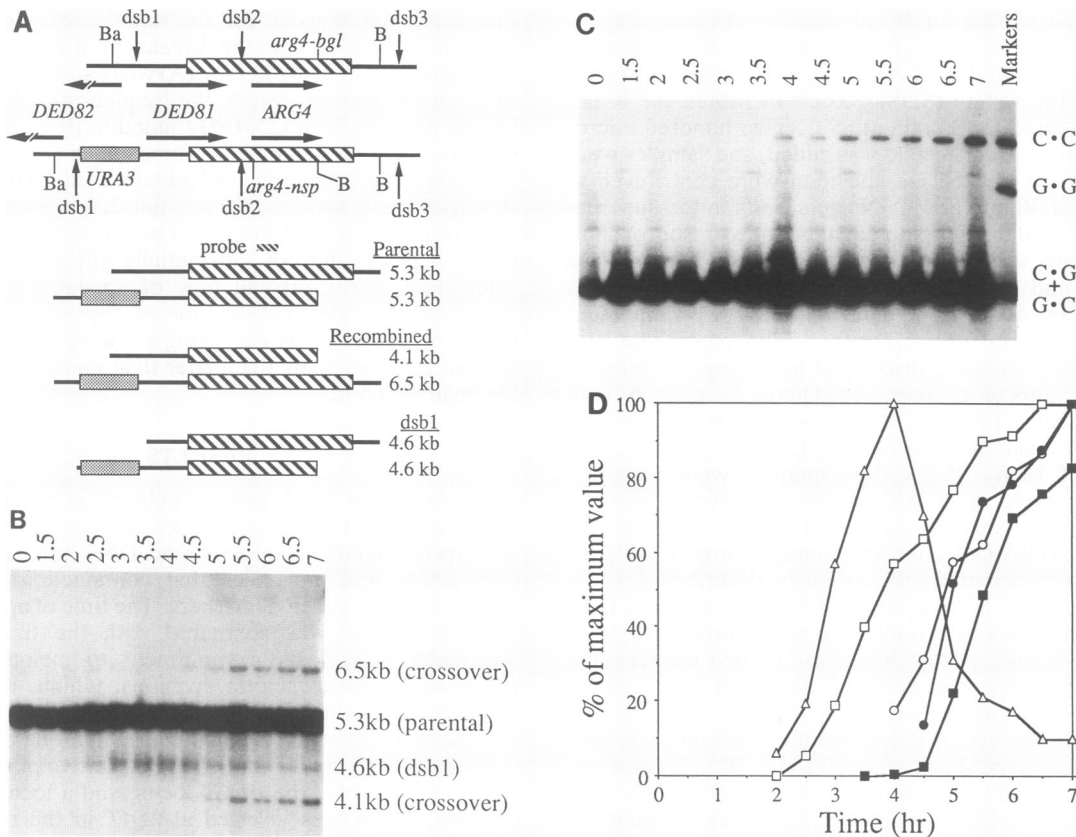 A
dsb1 dsb2 dsb3
Ba arg4-bgl B
DED82 DED81 ARG4
Ba URA3 arg4-nsp B B
dsb1 dsb2 dsb3
probe Parental
5.3 kb
5.3 kb
Recombined
4.1 kb
6.5 kb
dsb1
4.6 kb
4.6 kb
B
0 1.5 2 2.5 3 3.5 4 4.5 5 5.5 6 6.5 7
6.5kb (crossover)
5.3kb (parental)
4.6kb (dsb1)
4.1kb (crossover)
C
0 1.5 2 2.5 3 3.5 4 4.5 5 5.5 6 6.5 7 Markers
C•C
G•G
C•G
+
G•C
D
% of maximum value
100
80
60
40
20
0
0 1 2 3 4 5 6 7
Time (hr)